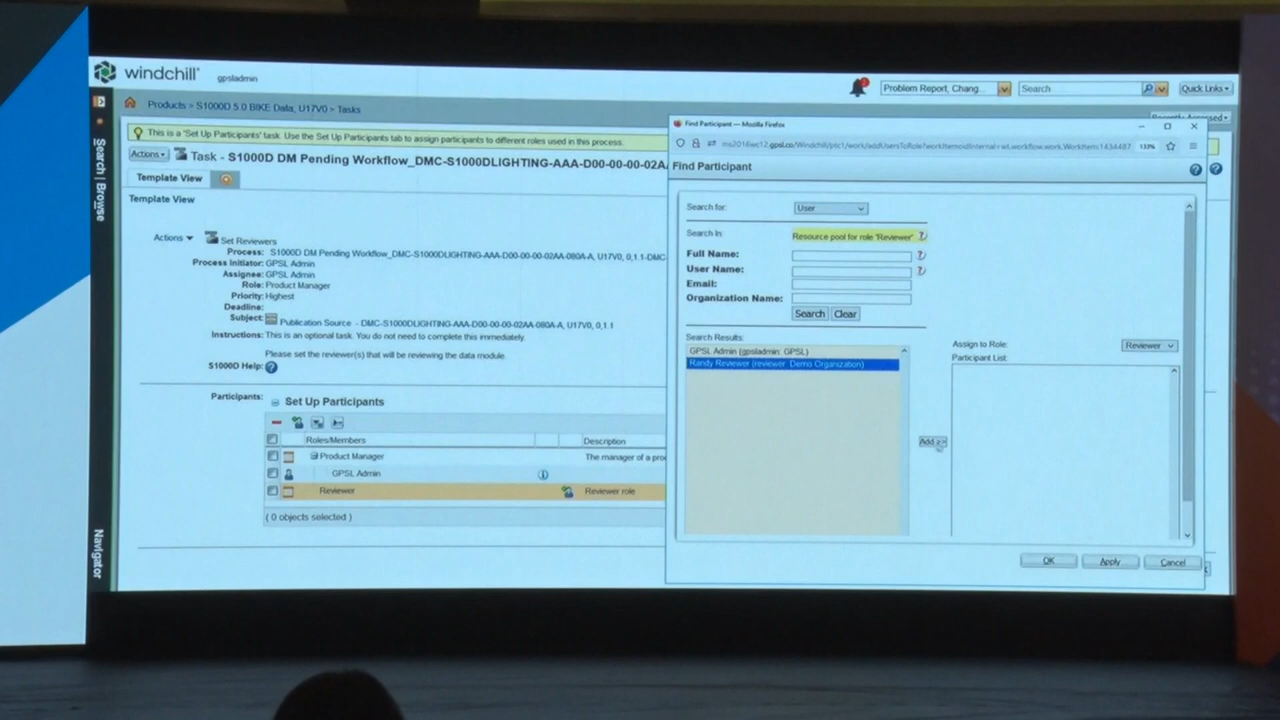 windchill
gpsladmin
Problem Report, Chang...
Search
Quick Links
Products > S1000D 5.0 BIKE Data, U17V0 > Tasks
This is a 'Set Up Participants' task. Use the Set Up Participants tab to assign participants to different roles used in this process.
Actions
Task - S1000D DM Pending Workflow_DMC-S1000DLIGHTING-AAA-D00-00-00-02A
Template View
Template View
Search | Browse
Navigator
Actions
Set Reviewers
Process: S1000D DM Pending Workflow_DMC-S1000DLIGHTING-AAA-D00-00-00-02AA-080A-A, U17V0, 0,1.1-DMC
Process Initiator: GPSL Admin
Assignee: GPSL Admin
Role: Product Manager
Priority: Highest
Deadline:
Subject: Publication Source - DMC-S1000DLIGHTING-AAA-D00-00-00-02AA-080A-A, U17V0, 0,1.1
Instructions: This is an optional task. You do not need to complete this immediately.
Please set the reviewer(s) that will be reviewing the data module.
S1000D Help:
Participants: Set Up Participants
Roles/Members Description
Product Manager The manager of a pro
GPSL Admin
Reviewer Reviewer role
( 0 objects selected )
Find Participant — Mozilla Firefox
133%
Find Participant
Search for: User
Search In: Resource pool for role 'Reviewer'
Full Name:
User Name:
Email:
Organization Name:
Search Clear
Search Results:
GPSL Admin (gpsladmin: GPSL)
Randy Reviewer (reviewer: Demo Organization)
Add >>
Assign to Role: Reviewer
Participant List:
OK Apply Cancel